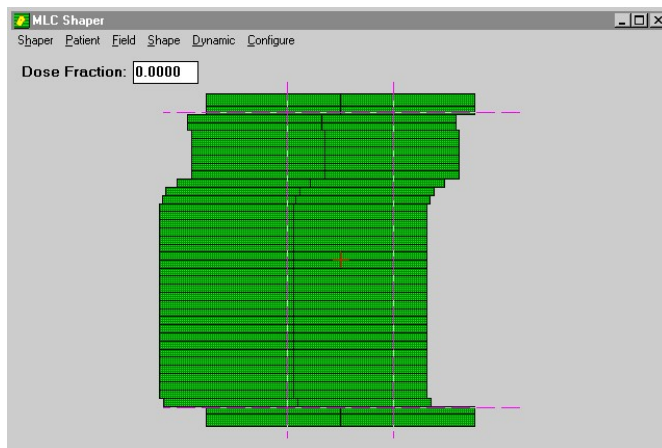 MLC Shaper
Shaper Patient Field Shape Dynamic Configure
Dose Fraction: 0.0000